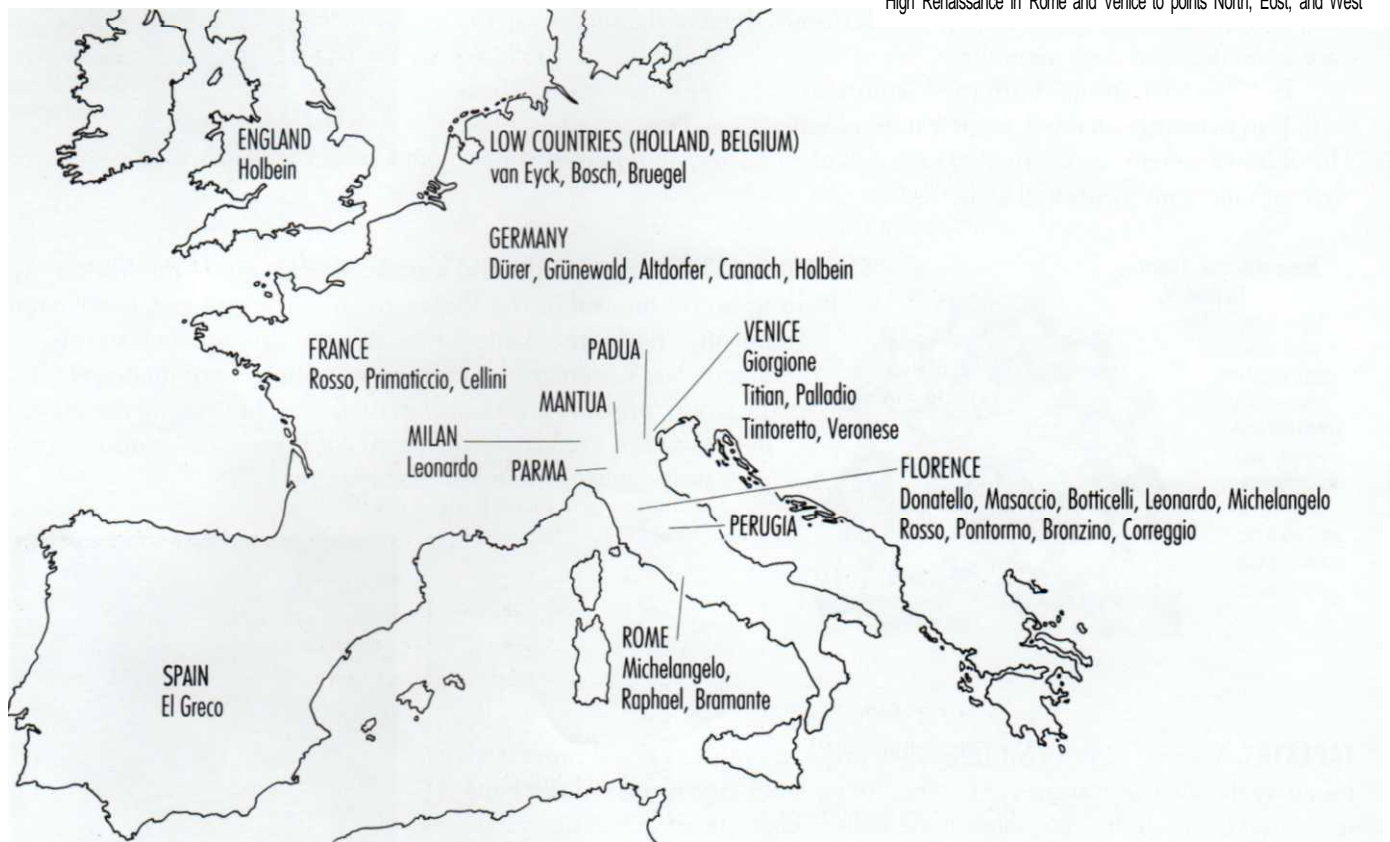 High Renaissance in Rome and Venice to points North, East, and West
ENGLAND
Holbein
LOW COUNTRIES (HOLLAND, BELGIUM)
van Eyck, Bosch, Bruegel
GERMANY
Dürer, Grünewald, Altdorfer, Cranach, Holbein
FRANCE
Rosso, Primaticcio, Cellini
PADUA
VENICE
Giorgione
Titian, Palladio
Tintoretto, Veronese
MANTUA
MILAN
Leonardo
PARMA
FLORENCE
Donatello, Masaccio, Botticelli, Leonardo, Michelangelo
Rosso, Pontormo, Bronzino, Correggio
PERUGIA
ROME
Michelangelo,
Raphael, Bramante
SPAIN
El Greco